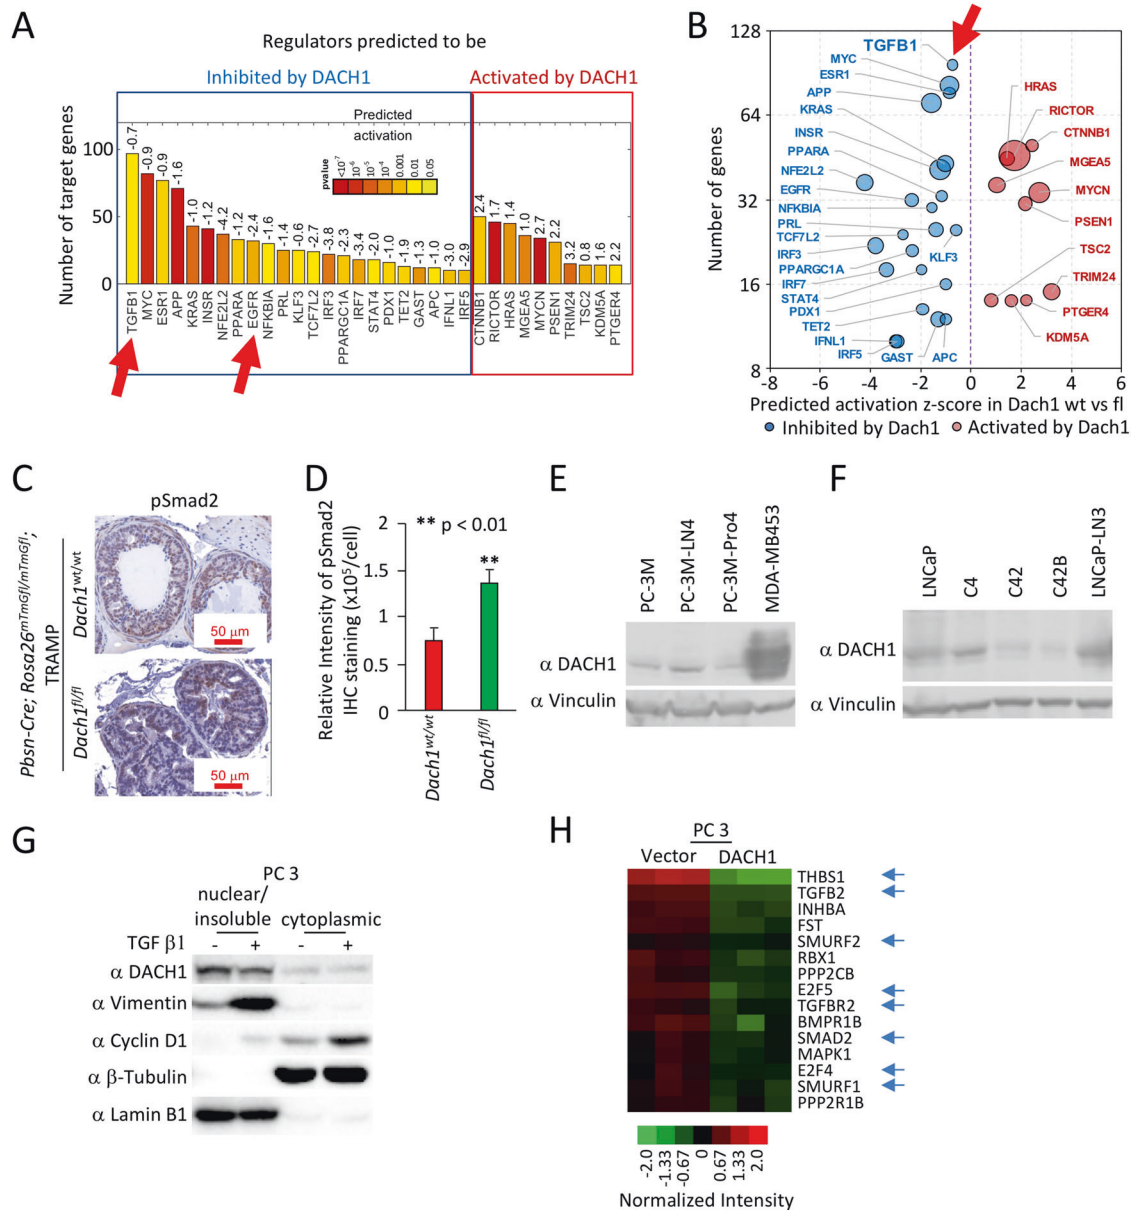 A
Regulators predicted to be
Inhibited by DACH1
Activated by DACH1
Number of target genes
100
50
0
Predicted
activation
pvalue
<10⁻⁷
10⁻⁶
10⁻⁵
10⁻⁴
0.001
0.01
0.05
-0.7 -0.9 -0.9 -1.6 -1.0 -1.2 -4.2 -1.2 -2.4 -1.6 -1.4 -0.6 -2.7 -3.8 -2.3 -3.4 -2.0 -1.4 -1.9 -1.3 -1.2 -3.0 -2.9
2.4 1.7 1.4 1.0 2.7 2.2 3.2 0.8 1.6 2.2
TGFB1 MYC ESR1 APP KRAS INSR NFE2L2 PPARA EGFR NFKBIA PRL KLF3 TCF7L2 IRF3 PPARGC1A IRF7 STAT4 PDX1 TET2 GAST APC IFNL1 IRF5
CTNNB1 RICTOR HRAS MGEA5 MYCN PSEN1 TRIM24 TSC2 KDM5A PTGER4
B
Number of genes
128
64
32
16
8
TGFB1
MYC
ESR1
APP
KRAS
INSR
PPARA
NFE2L2
EGFR
NFKBIA
PRL
TCF7L2
KLF3
IRF3
PPARGC1A
IRF7
STAT4
PDX1
TET2
IFNL1
IRF5
GAST
APC
HRAS
RICTOR
CTNNB1
MGEA5
MYCN
PSEN1
TSC2
TRIM24
PTGER4
KDM5A
-8 -6 -4 -2 0 2 4 6
Predicted activation z-score in Dach1 wt vs fl
Inhibited by Dach1 Activated by Dach1
C
pSmad2
Pbsn-Cre; Rosa26mTmGfl/mTmGfl;
TRAMP
Dach1wt/wt
Dach1fl/fl
50 µm
50 µm
D
Relative Intensity of pSmad2
IHC staining (x10⁵/cell)
2
1.5
1
0.5
0
** p < 0.01
**
Dach1wt/wt
Dach1fl/fl
E
PC-3M
PC-3M-LN4
PC-3M-Pro4
MDA-MB453
α DACH1
α Vinculin
F
LNCaP
C4
C42
C42B
LNCaP-LN3
α DACH1
α Vinculin
G
PC 3
nuclear/
insoluble
cytoplasmic
TGF β1 - + - +
α DACH1
α Vimentin
α Cyclin D1
α β-Tubulin
α Lamin B1
H
PC 3
Vector DACH1
THBS1
TGFB2
INHBA
FST
SMURF2
RBX1
PPP2CB
E2F5
TGFBR2
BMPR1B
SMAD2
MAPK1
E2F4
SMURF1
PPP2R1B
-2.0
-1.33
-0.67
0
0.67
1.33
2.0
Normalized Intensity